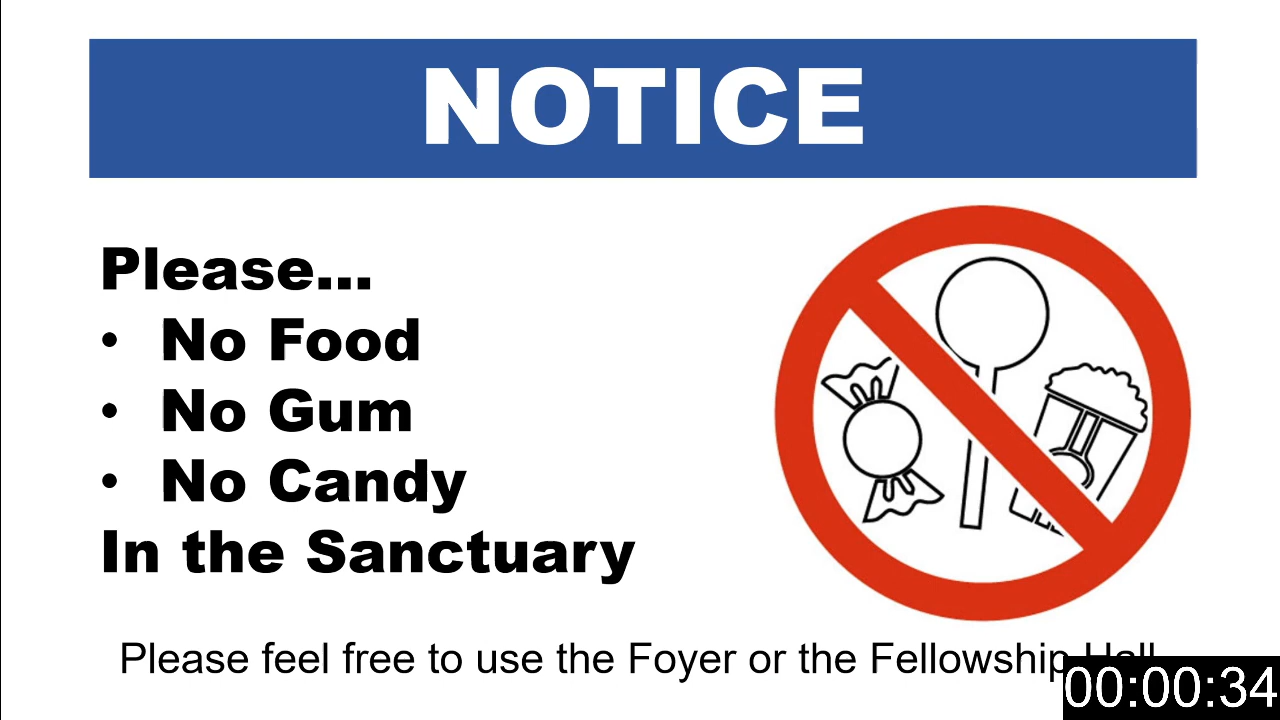 NOTICE
Please...
• No Food
• No Gum
• No Candy
In the Sanctuary
Please feel free to use the Foyer or the Fellowship Hall
00:00:34